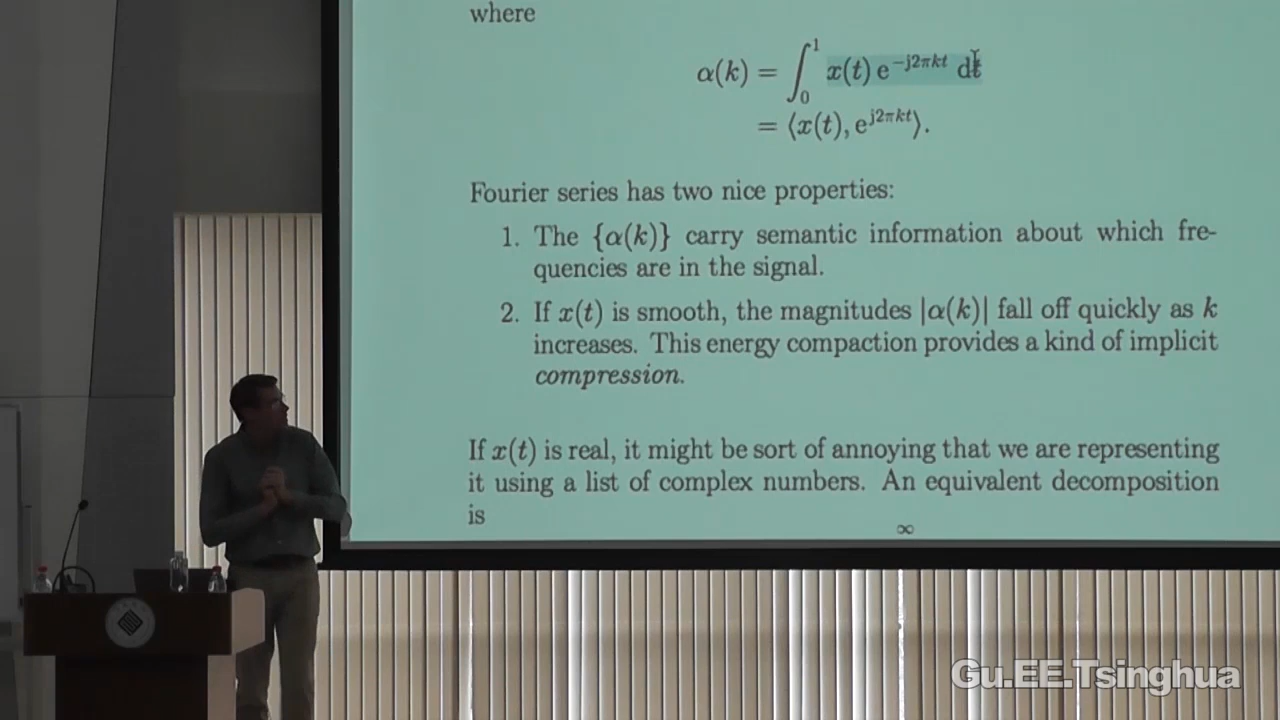 where
α(k) = ∫₀¹ x(t) e^{−j2πkt} dt
= ⟨x(t), e^{j2πkt}⟩.
Fourier series has two nice properties:
1. The {α(k)} carry semantic information about which fre-
quencies are in the signal.
2. If x(t) is smooth, the magnitudes |α(k)| fall off quickly as k
increases. This energy compaction provides a kind of implicit
compression.
If x(t) is real, it might be sort of annoying that we are representing
it using a list of complex numbers. An equivalent decomposition
is
∞
Gu.EE.Tsinghua